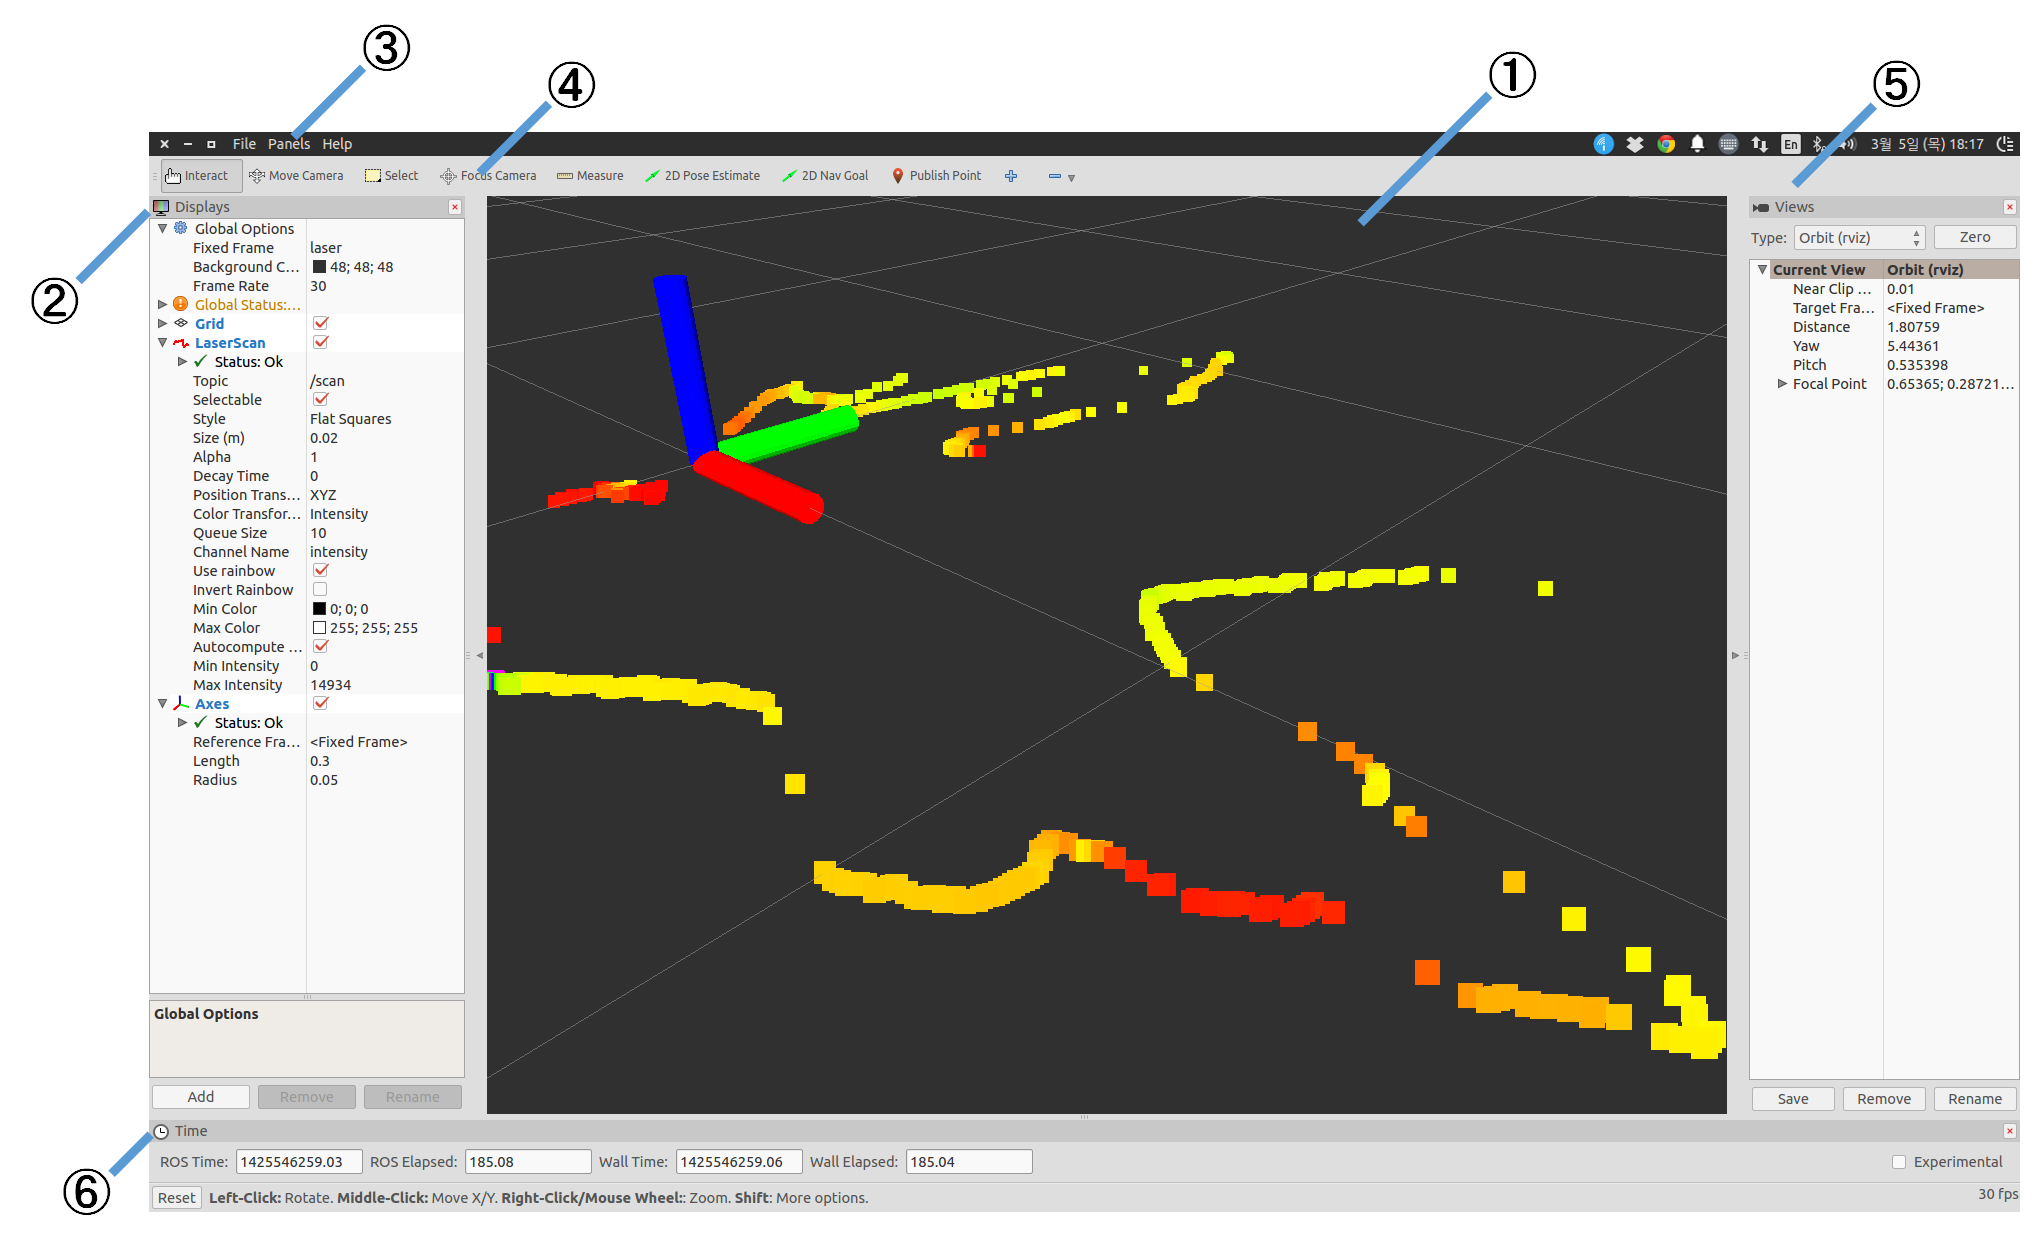 ③
④
①
⑤
File Panels Help
En 3월 5일 (목) 18:17
Interact Move Camera Select Focus Camera Measure 2D Pose Estimate 2D Nav Goal Publish Point
②
Displays
Global Options
Fixed Frame laser
Background C... 48; 48; 48
Frame Rate 30
Global Status:...
Grid
LaserScan
Status: Ok
Topic /scan
Selectable
Style Flat Squares
Size (m) 0.02
Alpha 1
Decay Time 0
Position Trans... XYZ
Color Transfor... Intensity
Queue Size 10
Channel Name intensity
Use rainbow
Invert Rainbow
Min Color 0; 0; 0
Max Color 255; 255; 255
Autocompute ...
Min Intensity 0
Max Intensity 14934
Axes
Status: Ok
Reference Fra... <Fixed Frame>
Length 0.3
Radius 0.05
Global Options
Add Remove Rename
Views
Type: Orbit (rviz) Zero
Current View Orbit (rviz)
Near Clip ... 0.01
Target Fra... <Fixed Frame>
Distance 1.80759
Yaw 5.44361
Pitch 0.535398
Focal Point 0.65365; 0.28721...
Save Remove Rename
⑥
Time
ROS Time: 1425546259.03 ROS Elapsed: 185.08 Wall Time: 1425546259.06 Wall Elapsed: 185.04 Experimental
Reset Left-Click: Rotate. Middle-Click: Move X/Y. Right-Click/Mouse Wheel:: Zoom. Shift: More options. 30 fps